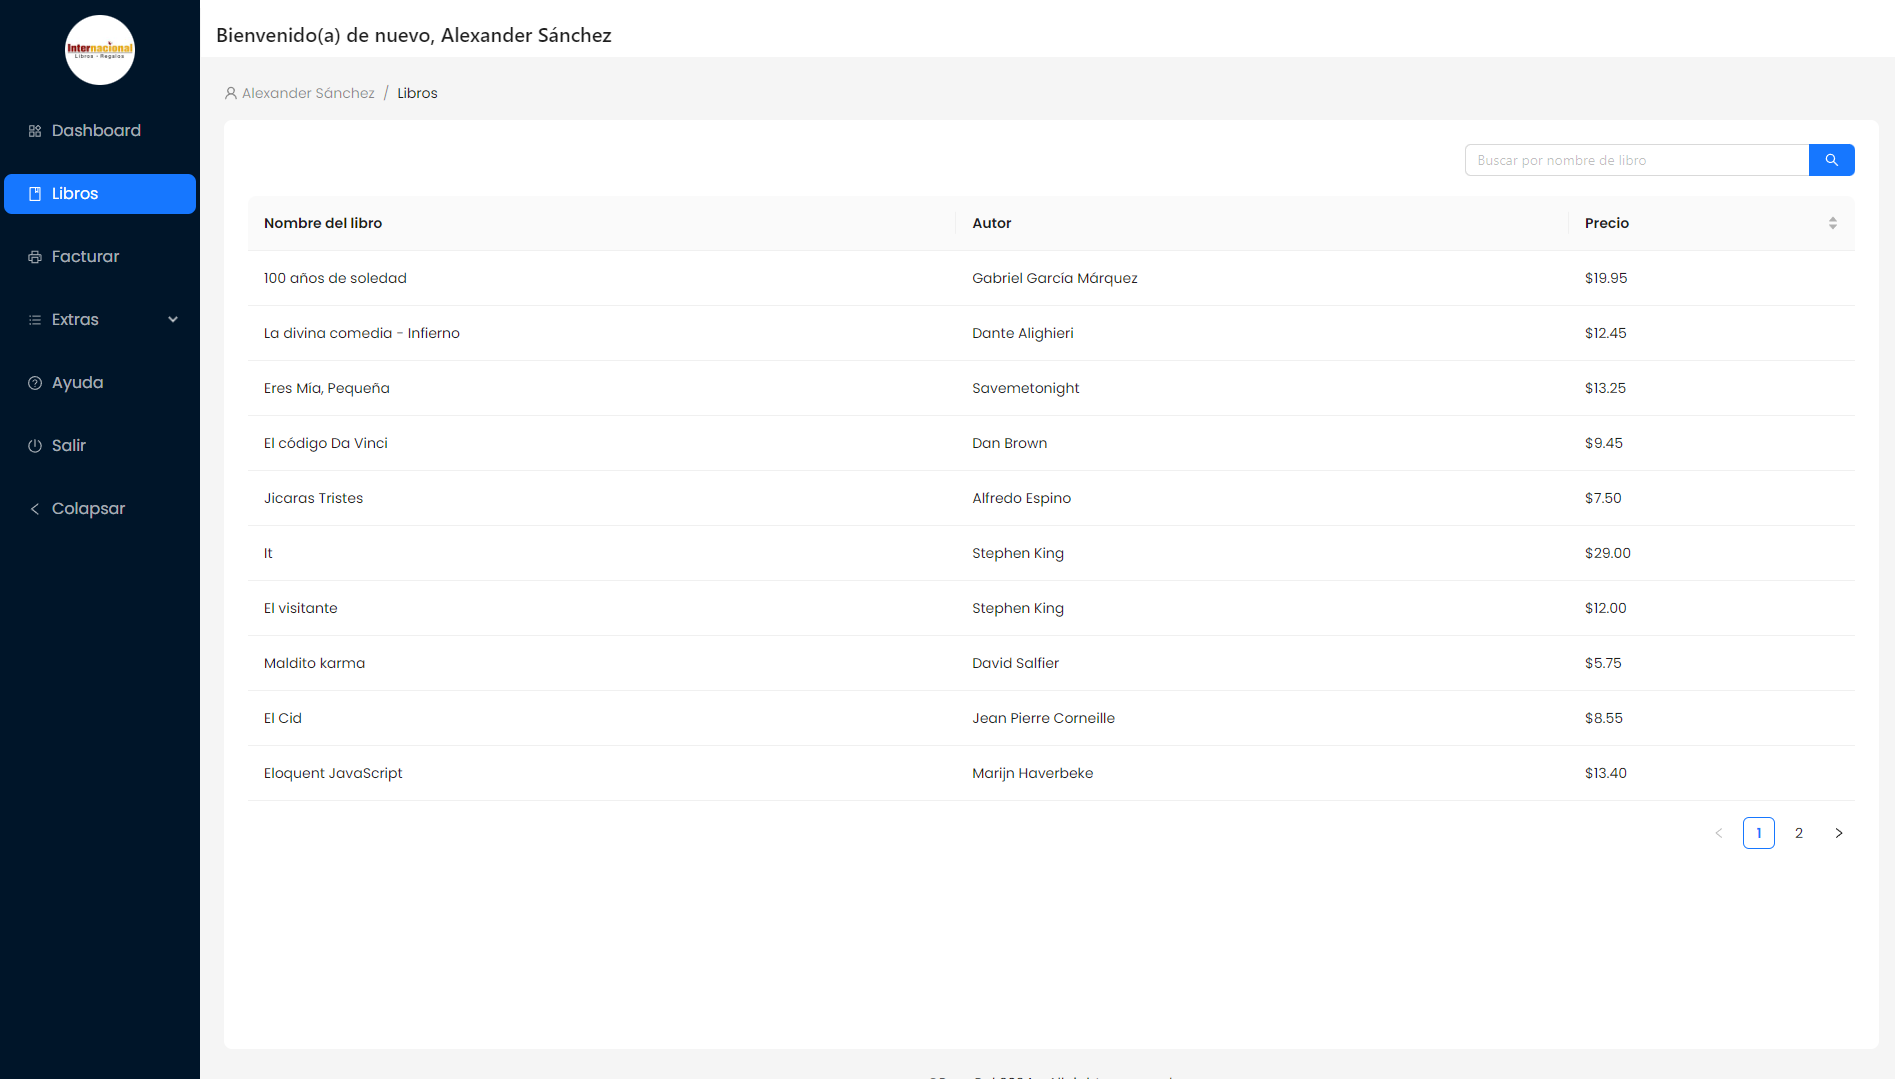 Internacional
Libros - Regalos
Bienvenido(a) de nuevo, Alexander Sánchez
Alexander Sánchez / Libros
Dashboard
Libros
Facturar
Extras
Ayuda
Salir
Colapsar
Buscar por nombre de libro
Nombre del libro Autor Precio
100 años de soledad Gabriel García Márquez $19.95
La divina comedia - Infierno Dante Alighieri $12.45
Eres Mía, Pequeña Savemetonight $13.25
El código Da Vinci Dan Brown $9.45
Jicaras Tristes Alfredo Espino $7.50
It Stephen King $29.00
El visitante Stephen King $12.00
Maldito karma David Salfier $5.75
El Cid Jean Pierre Corneille $8.55
Eloquent JavaScript Marijn Haverbeke $13.40
< 1 2 >